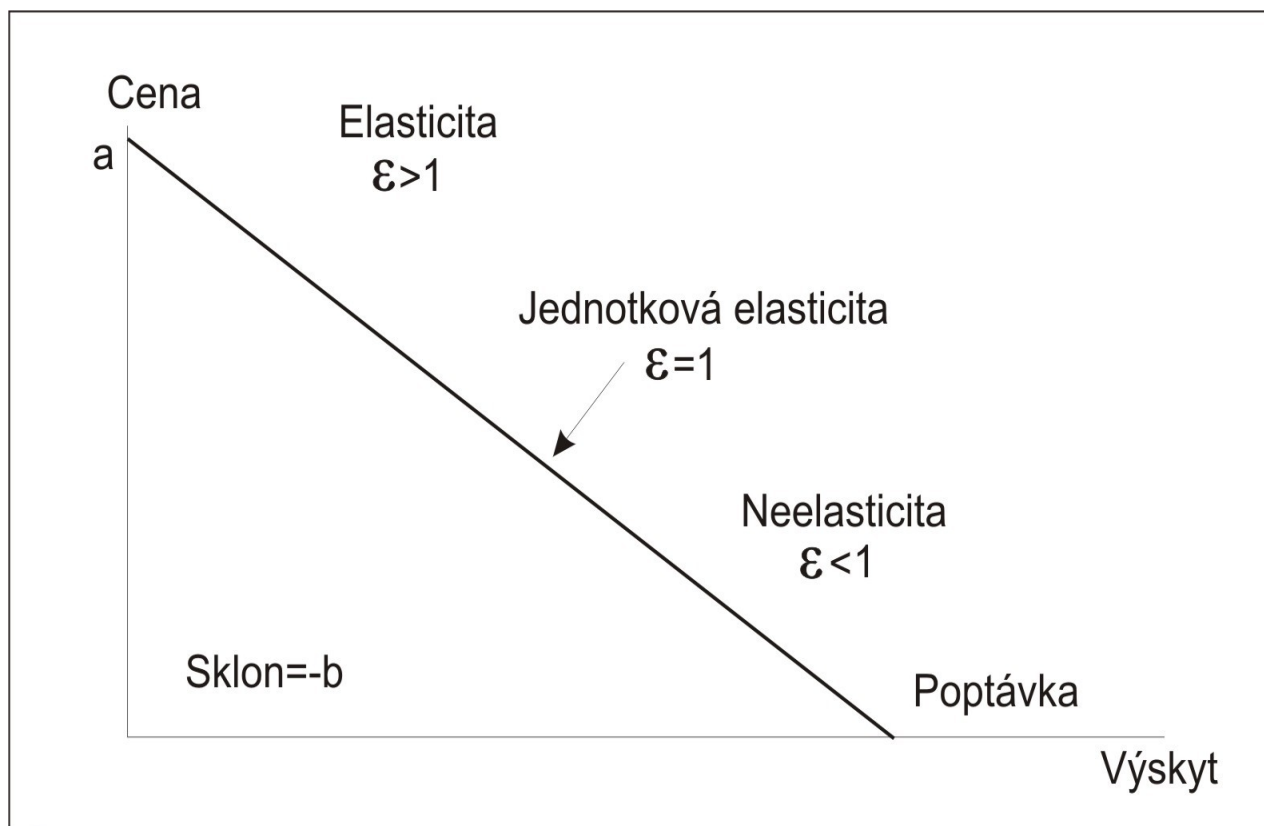 Cena
a
Elasticita
ε>1
Jednotková elasticita
ε=1
Neelasticita
ε<1
Sklon=-b
Poptávka
Výskyt